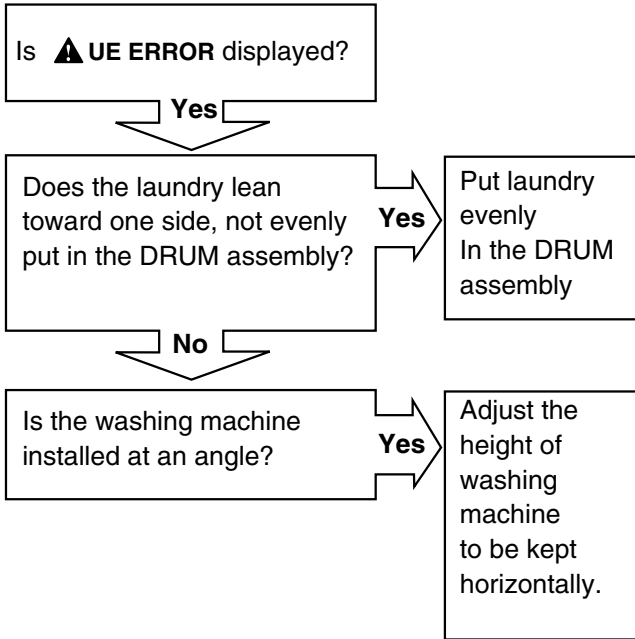 Is ⚠ UE ERROR displayed?
Yes
Does the laundry lean
toward one side, not evenly
put in the DRUM assembly?
Yes
Put laundry
evenly
In the DRUM
assembly
No
Is the washing machine
installed at an angle?
Yes
Adjust the
height of
washing
machine
to be kept
horizontally.